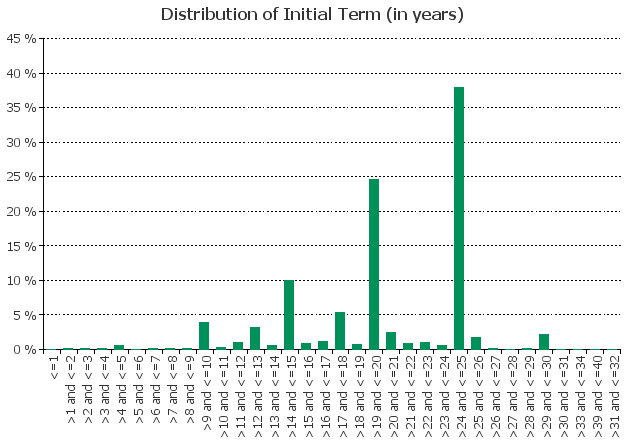 Distribution of Initial Term (in years)
45 %
40 %
35 %
30 %
25 %
20 %
15 %
10 %
5 %
0 %
<=1
>1 and <=2
>2 and <=3
>3 and <=4
>4 and <=5
>5 and <=6
>6 and <=7
>7 and <=8
>8 and <=9
>9 and <=10
>10 and <=11
>11 and <=12
>12 and <=13
>13 and <=14
>14 and <=15
>15 and <=16
>16 and <=17
>17 and <=18
>18 and <=19
>19 and <=20
>20 and <=21
>21 and <=22
>22 and <=23
>23 and <=24
>24 and <=25
>25 and <=26
>26 and <=27
>27 and <=28
>28 and <=29
>29 and <=30
>30 and <=31
>33 and <=34
>39 and <=40
>31 and <=32